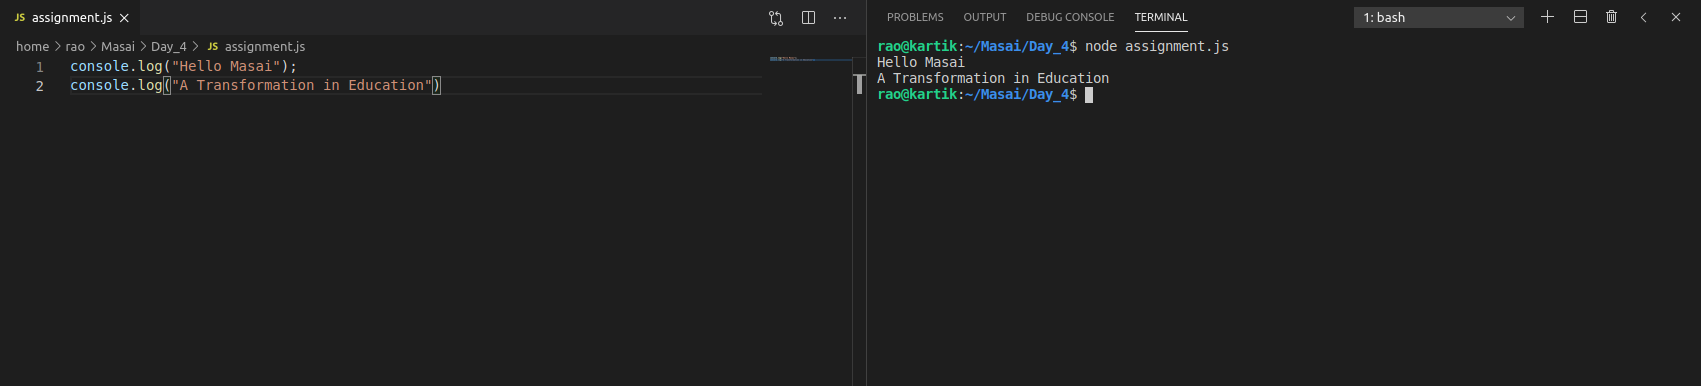 JS assignment.js
home > rao > Masai > Day_4 > JS assignment.js
1 console.log("Hello Masai");
2 console.log("A Transformation in Education")
PROBLEMS OUTPUT DEBUG CONSOLE TERMINAL 1: bash
rao@kartik:~/Masai/Day_4$ node assignment.js
Hello Masai
A Transformation in Education
rao@kartik:~/Masai/Day_4$